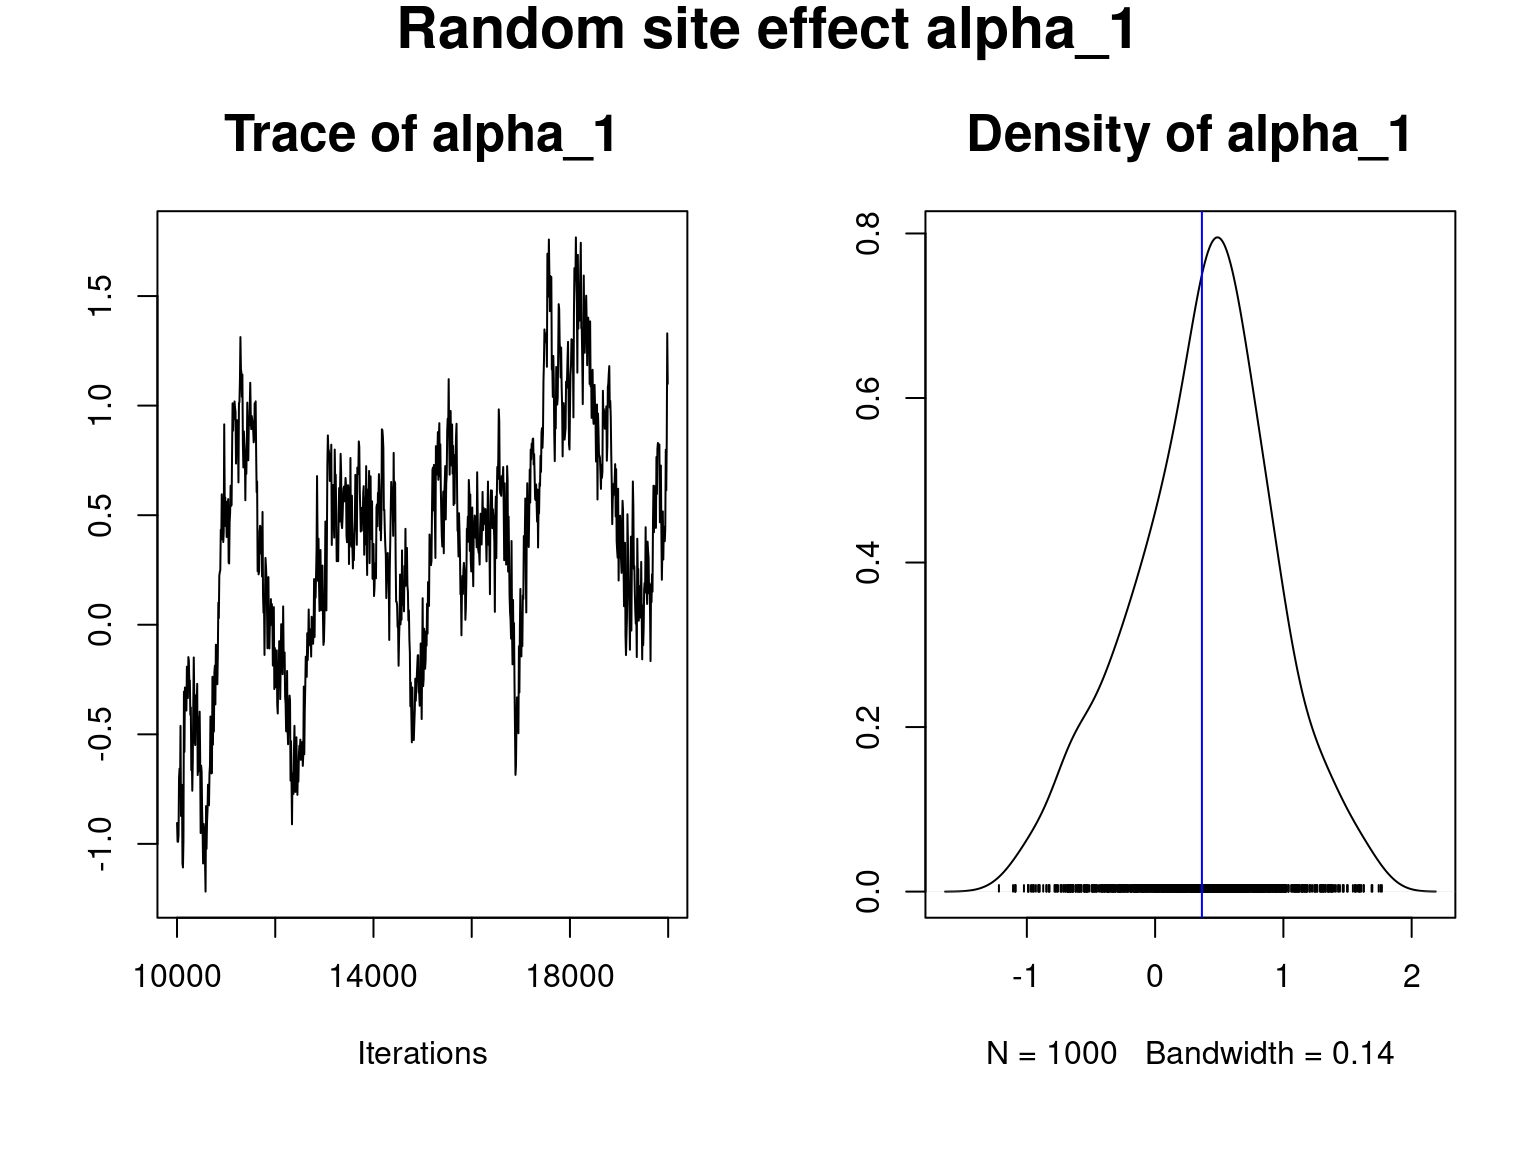 Random site effect alpha_1
Trace of alpha_1
1.5
1.0
0.5
0.0
-0.5
-1.0
10000 14000 18000
Iterations
Density of alpha_1
0.8
0.6
0.4
0.2
0.0
-1 0 1 2
N = 1000 Bandwidth = 0.14